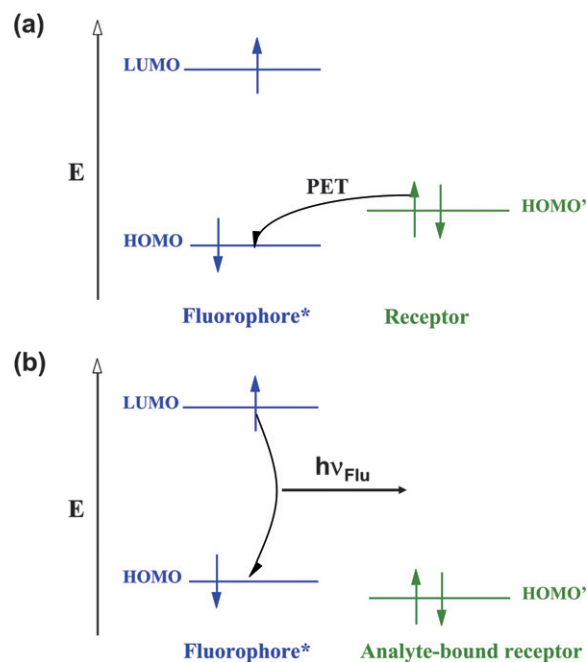 (a)
LUMO
E
PET
HOMO'
HOMO
Fluorophore* Receptor
(b)
LUMO
hνFlu
E
HOMO
HOMO'
Fluorophore* Analyte-bound receptor